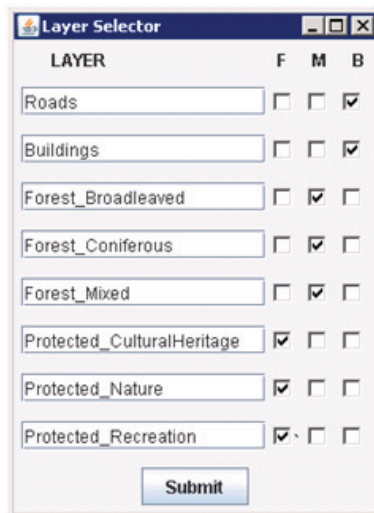 Layer Selector
LAYER F M B
Roads
Buildings
Forest_Broadleaved
Forest_Coniferous
Forest_Mixed
Protected_CulturalHeritage
Protected_Nature
Protected_Recreation
Submit